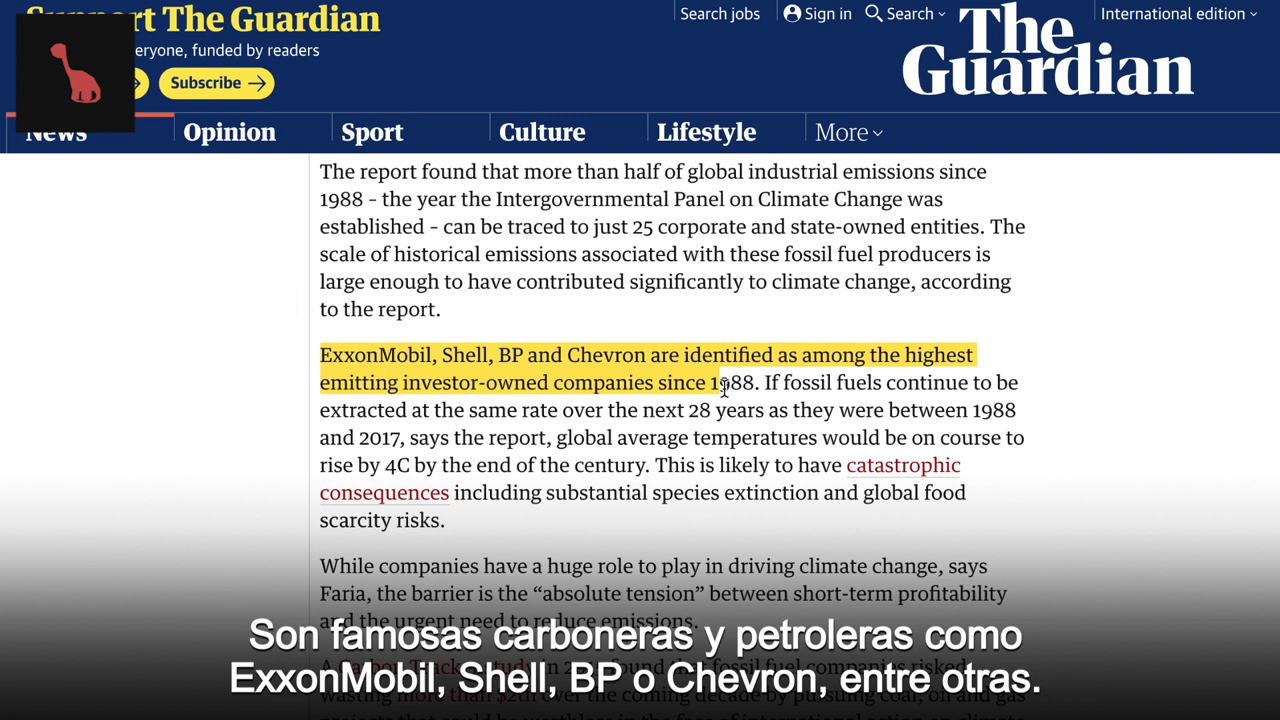 Support The Guardian
Search jobs
Sign in
Search
International edition
The
Guardian
everyone, funded by readers
Subscribe
News
Opinion
Sport
Culture
Lifestyle
More
The report found that more than half of global industrial emissions since
1988 – the year the Intergovernmental Panel on Climate Change was
established – can be traced to just 25 corporate and state-owned entities. The
scale of historical emissions associated with these fossil fuel producers is
large enough to have contributed significantly to climate change, according
to the report.
ExxonMobil, Shell, BP and Chevron are identified as among the highest
emitting investor-owned companies since 1988. If fossil fuels continue to be
extracted at the same rate over the next 28 years as they were between 1988
and 2017, says the report, global average temperatures would be on course to
rise by 4C by the end of the century. This is likely to have catastrophic
consequences including substantial species extinction and global food
scarcity risks.
While companies have a huge role to play in driving climate change, says
Faria, the barrier is the “absolute tension” between short-term profitability
and the urgent need to reduce emissions.
Son famosas carboneras y petroleras como
ExxonMobil, Shell, BP o Chevron, entre otras.